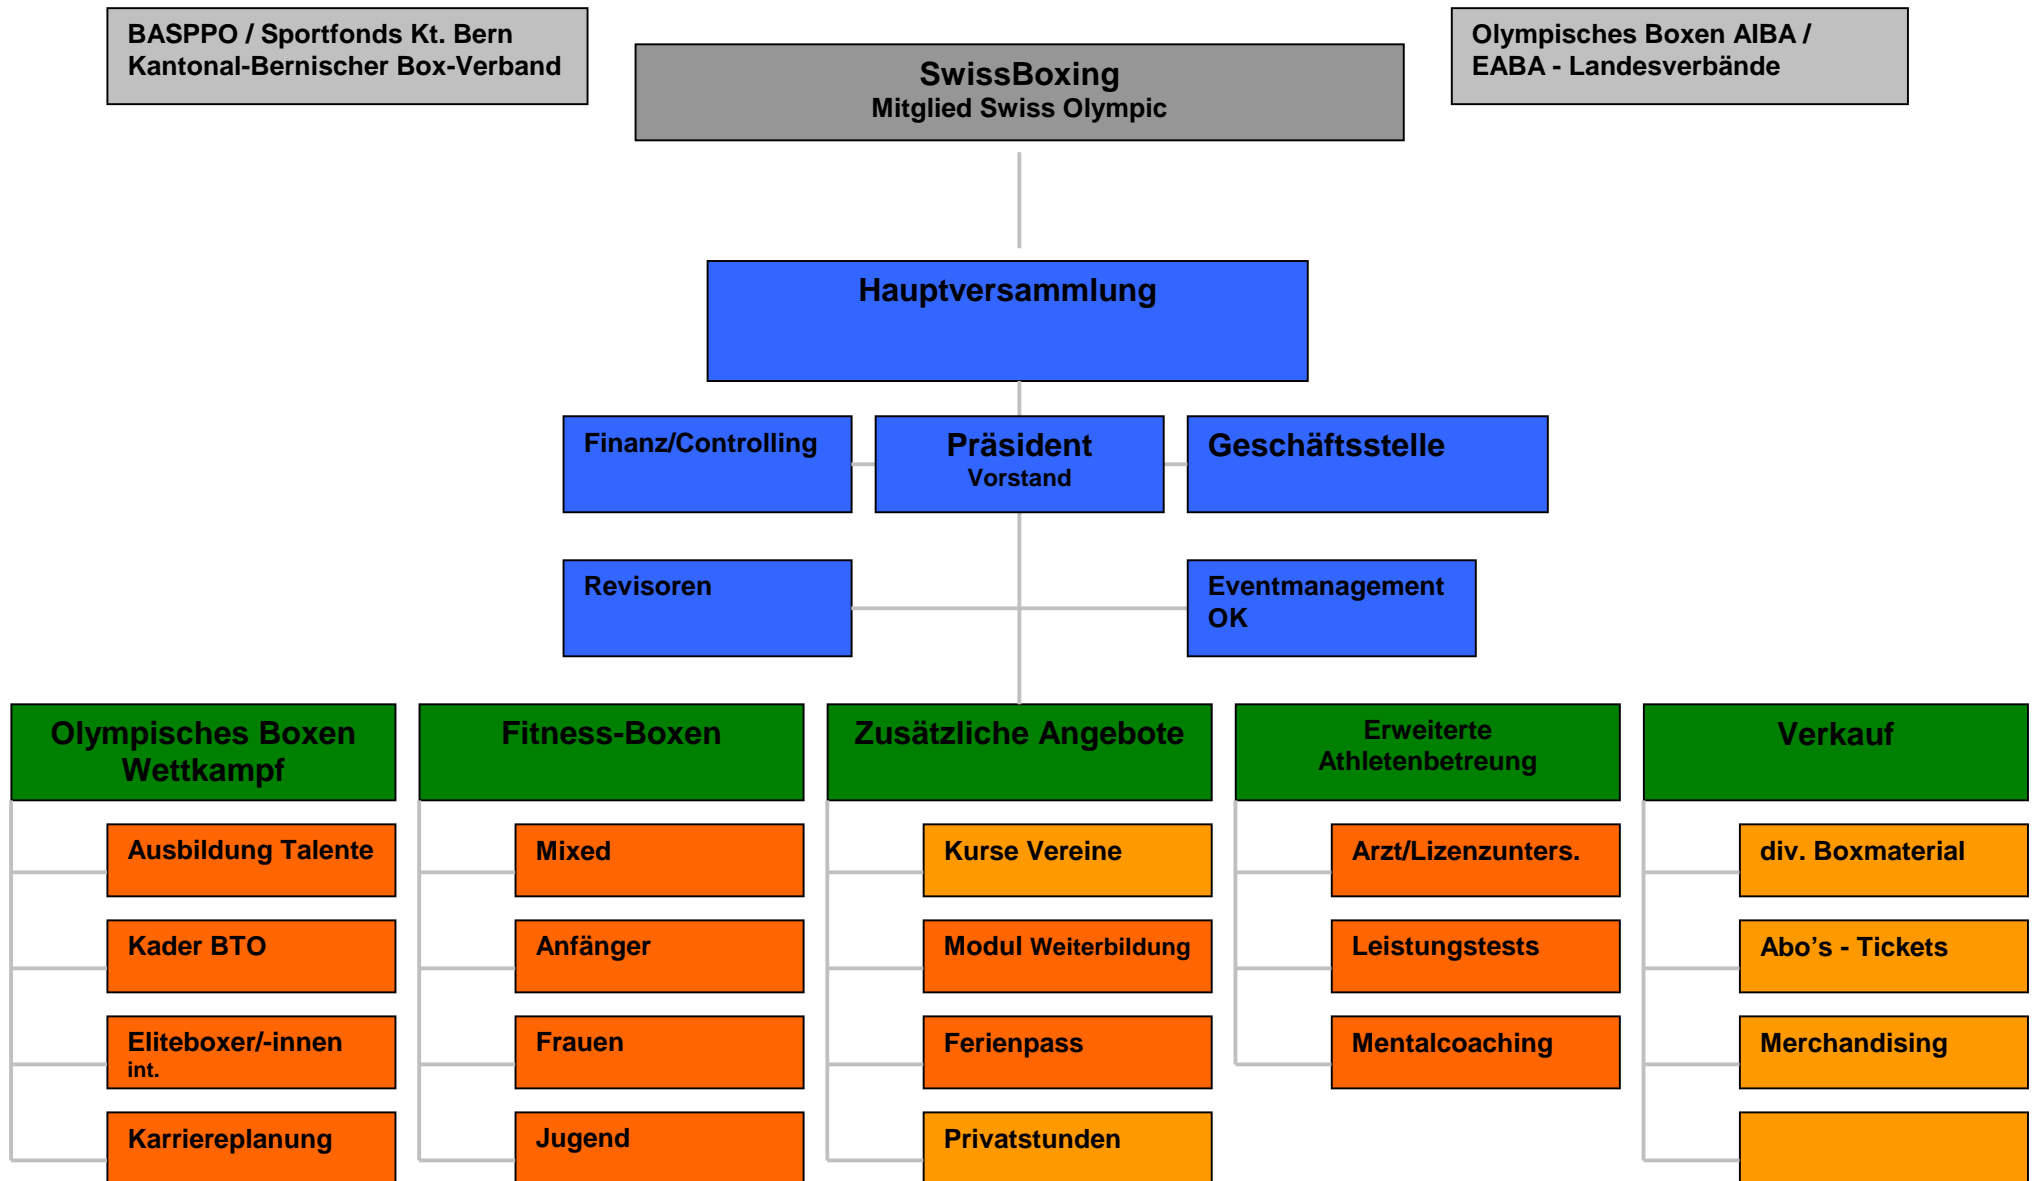 BASPPO / Sportfonds Kt. Bern
Kantonal-Bernischer Box-Verband
SwissBoxing
Mitglied Swiss Olympic
Olympisches Boxen AIBA /
EABA - Landesverbände
Hauptversammlung
Finanz/Controlling
Präsident
Vorstand
Geschäftsstelle
Revisoren
Eventmanagement
OK
Olympisches Boxen
Wettkampf
Fitness-Boxen
Zusätzliche Angebote
Erweiterte
Athletenbetreung
Verkauf
Ausbildung Talente
Mixed
Kurse Vereine
Arzt/Lizenzunters.
div. Boxmaterial
Kader BTO
Anfänger
Modul Weiterbildung
Leistungstests
Abo’s - Tickets
Eliteboxer/-innen
int.
Frauen
Ferienpass
Mentalcoaching
Merchandising
Karriereplanung
Jugend
Privatstunden